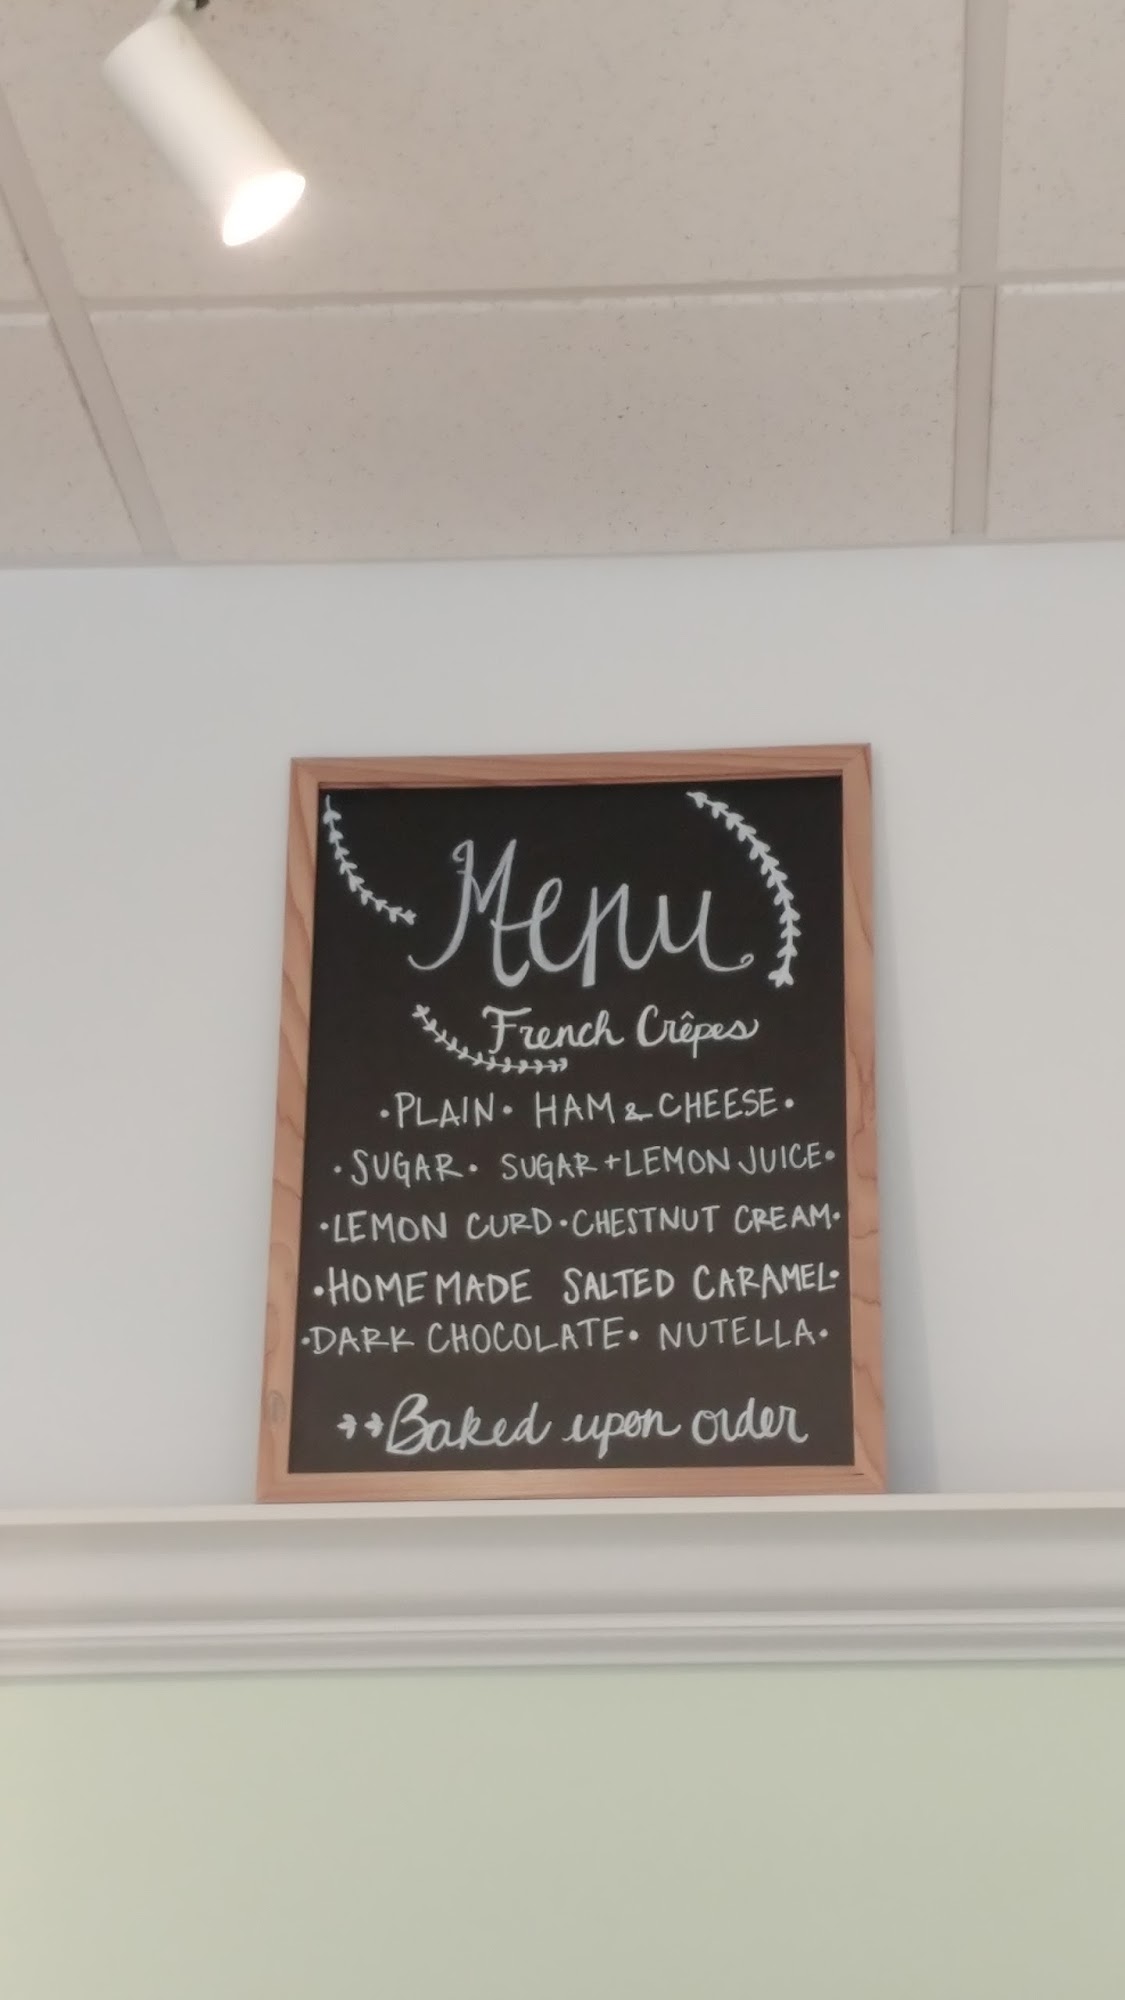 Menu
French Crêpes
•PLAIN• HAM & CHEESE•
•SUGAR• SUGAR+LEMON JUICE•
•LEMON CURD•CHESTNUT CREAM•
•HOMEMADE SALTED CARAMEL•
•DARK CHOCOLATE• NUTELLA•
Baked upon order